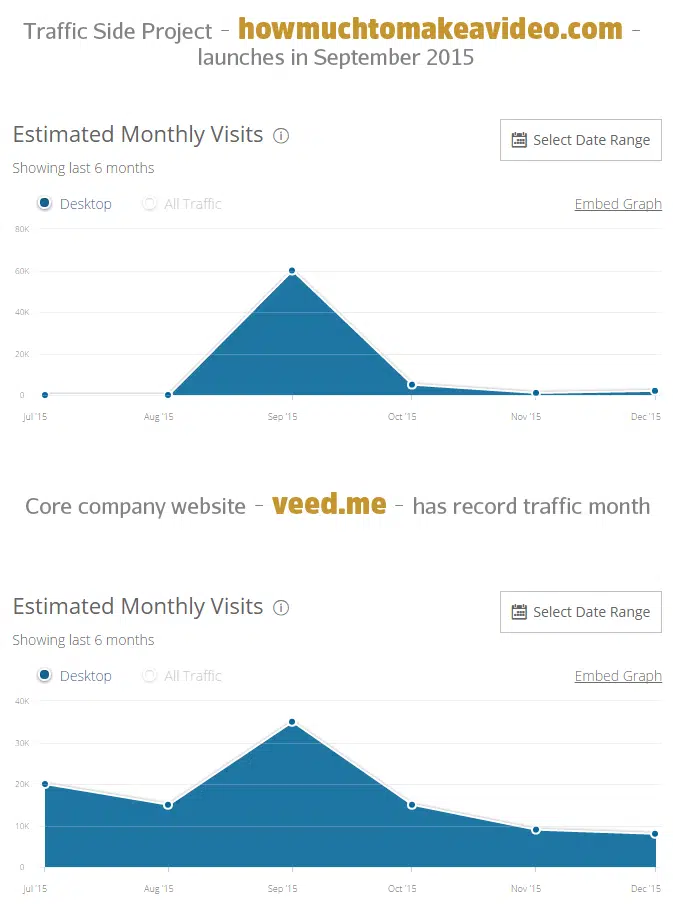 Traffic Side Project - howmuchtomakeavideo.com -
launches in September 2015
Estimated Monthly Visits
Select Date Range
Showing last 6 months
Desktop
All Traffic
Embed Graph
80K
60K
40K
20K
0
Jul '15
Aug '15
Sep '15
Oct '15
Nov '15
Dec '15
Core company website - veed.me - has record traffic month
Estimated Monthly Visits
Select Date Range
Showing last 6 months
Desktop
All Traffic
Embed Graph
40K
30K
20K
10K
0
Jul '15
Aug '15
Sep '15
Oct '15
Nov '15
Dec '15